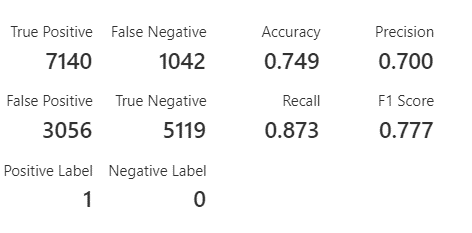 True Positive False Negative Accuracy Precision
7140 1042 0.749 0.700
False Positive True Negative Recall F1 Score
3056 5119 0.873 0.777
Positive Label Negative Label
1 0